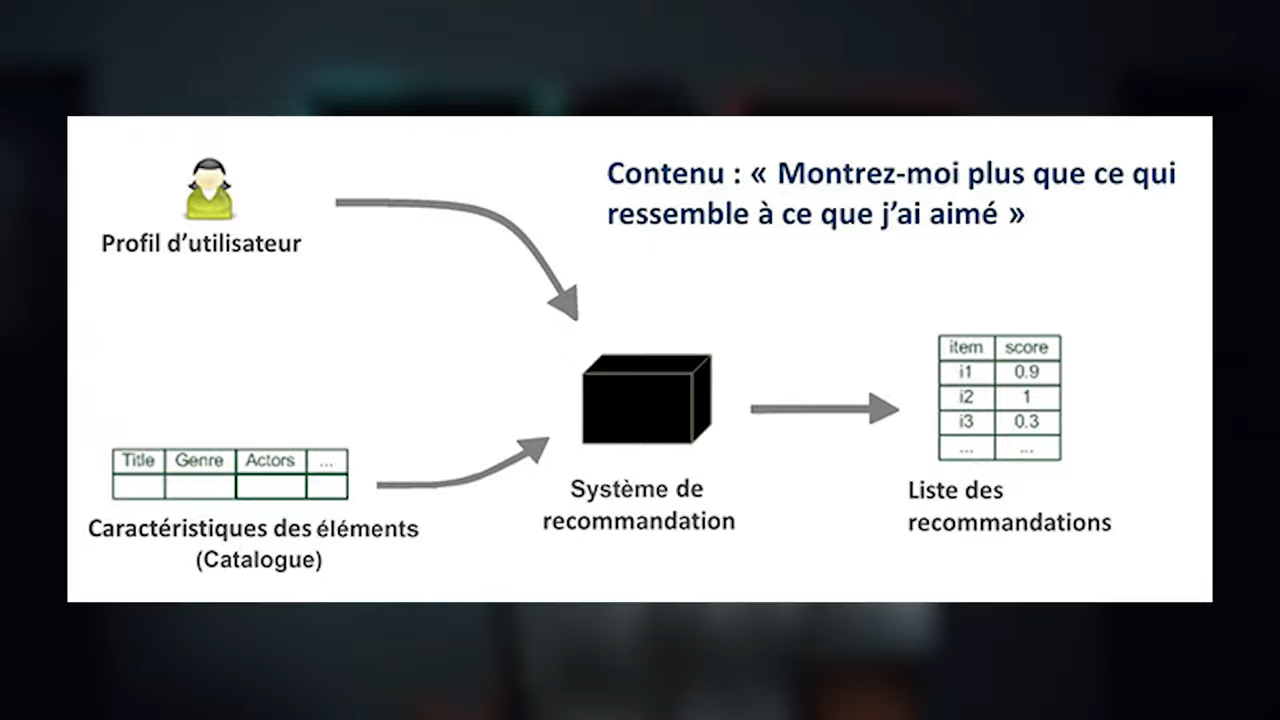 Contenu : « Montrez-moi plus que ce qui
ressemble à ce que j'ai aimé »
Profil d'utilisateur
Title Genre Actors ...
Caractéristiques des éléments
(Catalogue)
Système de
recommandation
item score
i1 0.9
i2 1
i3 0.3
... ...
Liste des
recommandations